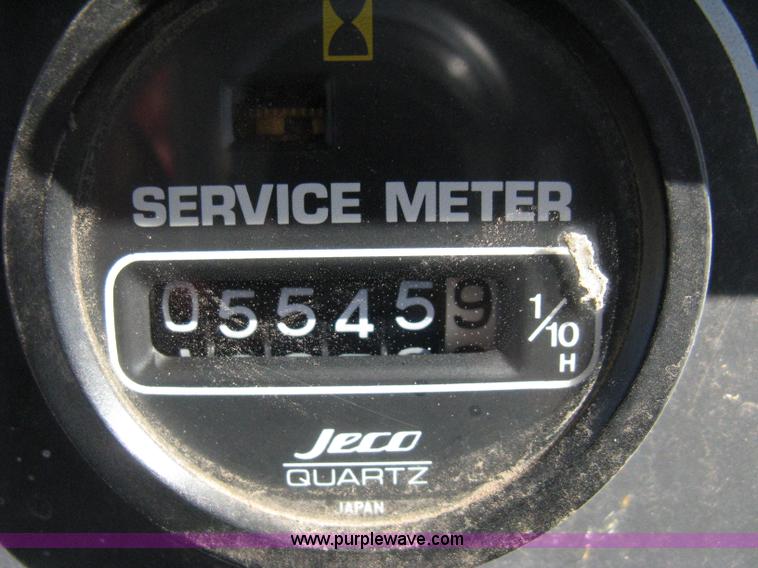 SERVICE METER
055459
1/10
H
Jeco
QUARTZ
JAPAN
www.purplewave.com